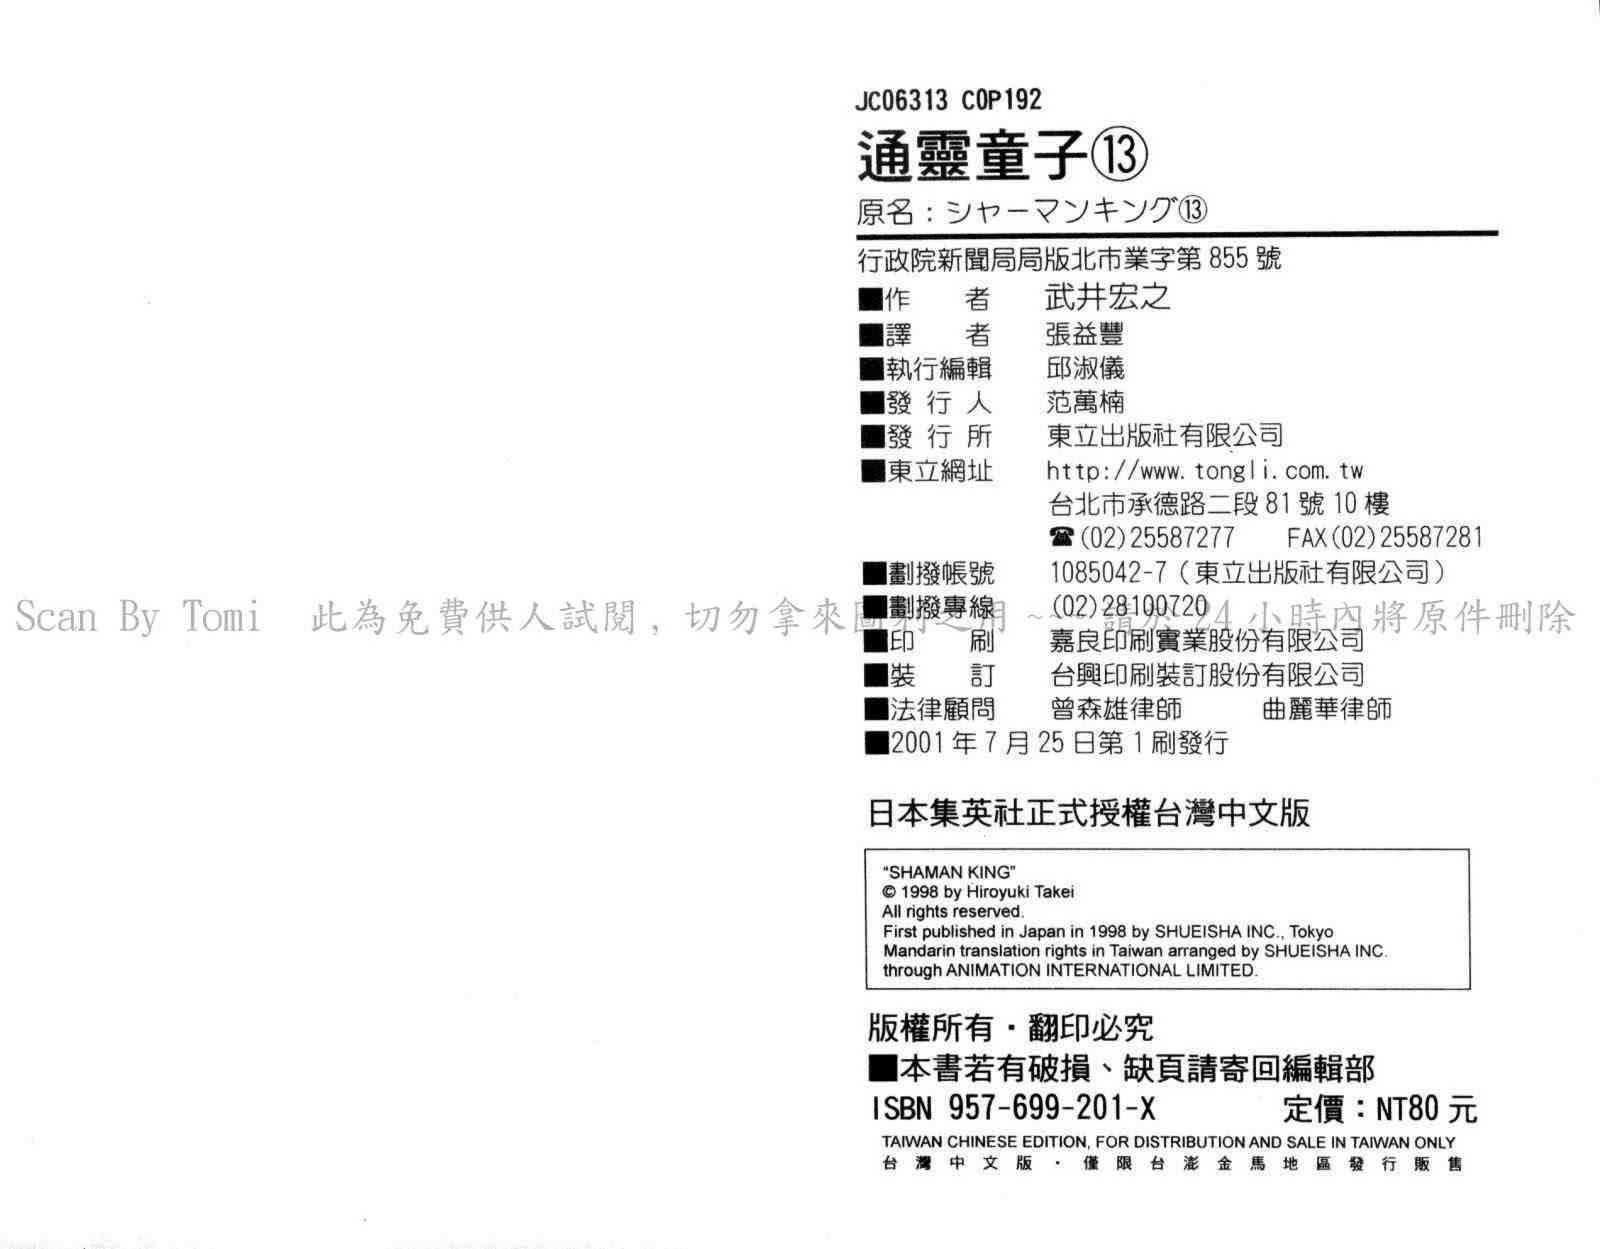 JC06313 COP192
通靈童子⑬
原名：シャーマンキング⑬
行政院新聞局局版北市業字第 855 號
■作　者　武井宏之
■譯　者　張益豐
■執行編輯　邱淑儀
■發 行 人　范萬楠
■發 行 所　東立出版社有限公司
■東立網址　http://www.tongli.com.tw
台北市承德路二段 81 號 10 樓
☎(02)25587277　FAX(02)25587281
■劃撥帳號　1085042-7（東立出版社有限公司）
■劃撥專線　(02)28100720
Scan By Tomi　此為免費供人試閱，切勿拿來圖利之用~~~請於 24 小時內將原件刪除
■印　刷　嘉良印刷實業股份有限公司
■裝　訂　台興印刷裝訂股份有限公司
■法律顧問　曾森雄律師　曲麗華律師
■2001 年 7 月 25 日第 1 刷發行
日本集英社正式授權台灣中文版
“SHAMAN KING”
© 1998 by Hiroyuki Takei
All rights reserved.
First published in Japan in 1998 by SHUEISHA INC., Tokyo
Mandarin translation rights in Taiwan arranged by SHUEISHA INC.
through ANIMATION INTERNATIONAL LIMITED.
版權所有・翻印必究
■本書若有破損、缺頁請寄回編輯部
ISBN 957-699-201-X　定價：NT80 元
TAIWAN CHINESE EDITION, FOR DISTRIBUTION AND SALE IN TAIWAN ONLY
台灣中文版・僅限台澎金馬地區發行販售